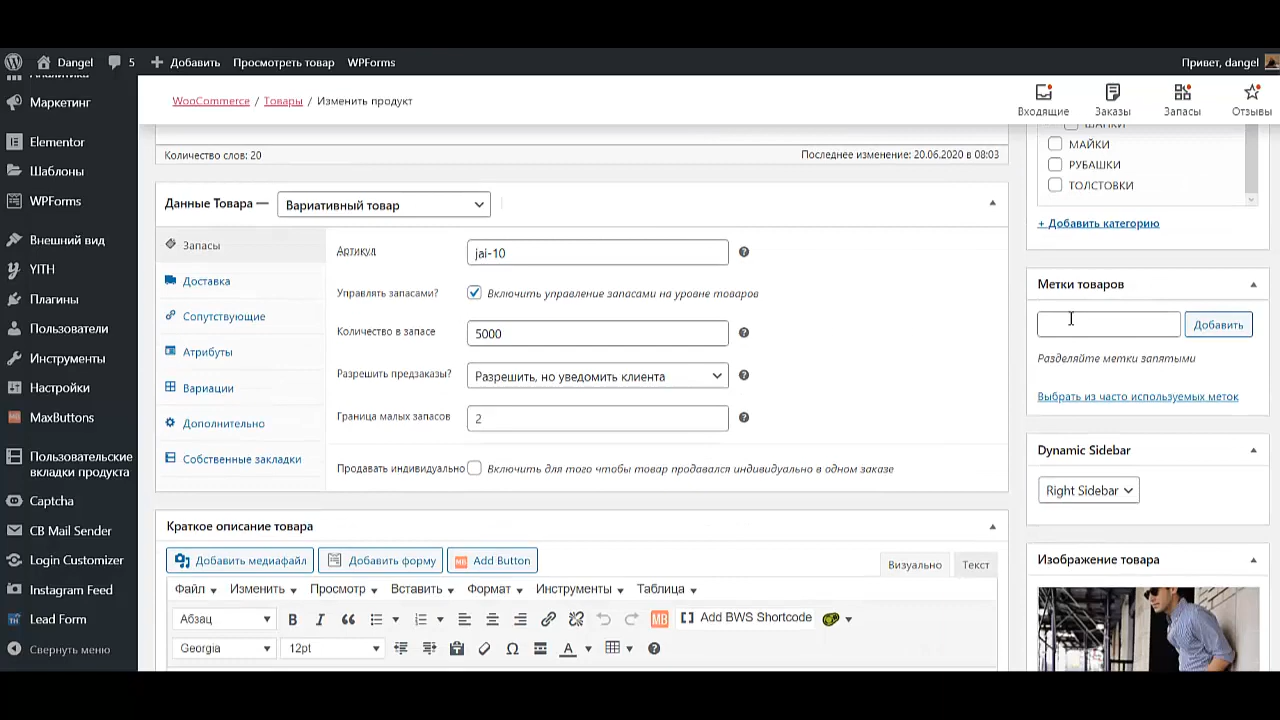 Dangel
5
Добавить
Просмотреть товар
WPForms
Привет, dangel
Аналитика
Маркетинг
Elementor
Шаблоны
WPForms
Внешний вид
YITH
Плагины
Пользователи
Инструменты
Настройки
MaxButtons
Пользовательские
вкладки продукта
Captcha
CB Mail Sender
Login Customizer
Instagram Feed
Lead Form
Свернуть меню
WooCommerce / Товары / Изменить продукт
Входящие
Заказы
Запасы
Отзывы
Количество слов: 20
Последнее изменение: 20.06.2020 в 08:03
Данные Товара —
Вариативный товар
Запасы
Доставка
Сопутствующие
Атрибуты
Вариации
Дополнительно
Собственные закладки
Артикул
jai-10
Управлять запасами?
Включить управление запасами на уровне товаров
Количество в запасе
5000
Разрешить предзаказы?
Разрешить, но уведомить клиента
Граница малых запасов
2
Продавать индивидуально
Включить для того чтобы товар продавался индивидуально в одном заказе
Краткое описание товара
Добавить медиафайл
Добавить форму
Add Button
Визуально
Текст
Файл
Изменить
Просмотр
Вставить
Формат
Инструменты
Таблица
Абзац
MB
Add BWS Shortcode
Georgia
12pt
ШАПКИ
МАЙКИ
РУБАШКИ
ТОЛСТОВКИ
+ Добавить категорию
Метки товаров
Добавить
Разделяйте метки запятыми
Выбрать из часто используемых меток
Dynamic Sidebar
Right Sidebar
Изображение товара